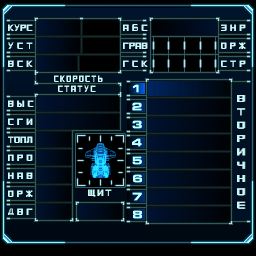 КУРС АБС ЭНР
УСТ ГРАВ ОРЖ
ВСК ГСК СТР
СКОРОСТЬ
СТАТУС
ВЫС
СГИ
ТОПЛ
ПРО
НАВ
ОРЖ
ДВГ
ЩИТ
1
2
3
4
5
6
7
8
ВТОРИЧНОЕ